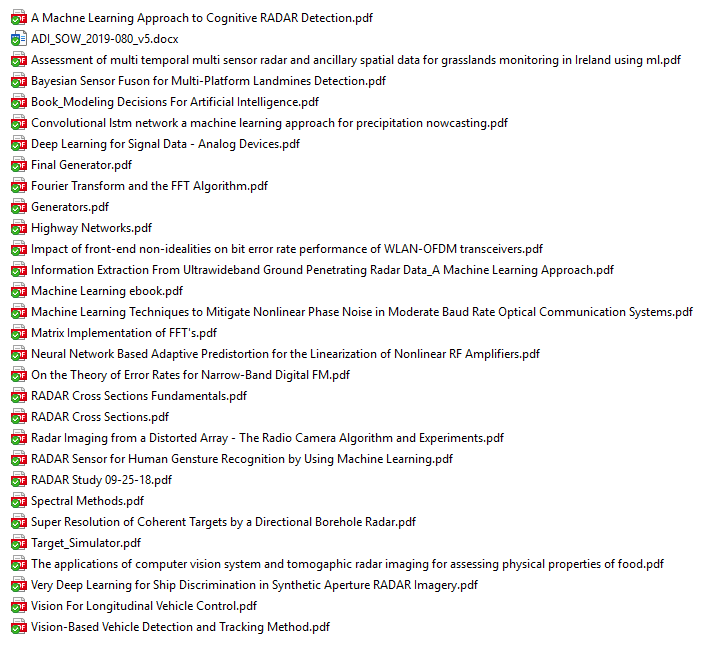 A Machne Learning Approach to Cognitive RADAR Detection.pdf
ADI_SOW_2019-080_v5.docx
Assessment of multi temporal multi sensor radar and ancillary spatial data for grasslands monitoring in Ireland using ml.pdf
Bayesian Sensor Fuson for Multi-Platform Landmines Detection.pdf
Book_Modeling Decisions For Artificial Intelligence.pdf
Convolutional lstm network a machine learning approach for precipitation nowcasting.pdf
Deep Learning for Signal Data - Analog Devices.pdf
Final Generator.pdf
Fourier Transform and the FFT Algorithm.pdf
Generators.pdf
Highway Networks.pdf
Impact of front-end non-idealities on bit error rate performance of WLAN-OFDM transceivers.pdf
Information Extraction From Ultrawideband Ground Penetrating Radar Data_A Machine Learning Approach.pdf
Machine Learning ebook.pdf
Machine Learning Techniques to Mitigate Nonlinear Phase Noise in Moderate Baud Rate Optical Communication Systems.pdf
Matrix Implementation of FFT's.pdf
Neural Network Based Adaptive Predistortion for the Linearization of Nonlinear RF Amplifiers.pdf
On the Theory of Error Rates for Narrow-Band Digital FM.pdf
RADAR Cross Sections Fundamentals.pdf
RADAR Cross Sections.pdf
Radar Imaging from a Distorted Array - The Radio Camera Algorithm and Experiments.pdf
RADAR Sensor for Human Gensture Recognition by Using Machine Learning.pdf
RADAR Study 09-25-18.pdf
Spectral Methods.pdf
Super Resolution of Coherent Targets by a Directional Borehole Radar.pdf
Target_Simulator.pdf
The applications of computer vision system and tomogaphic radar imaging for assessing physical properties of food.pdf
Very Deep Learning for Ship Discrimination in Synthetic Aperture RADAR Imagery.pdf
Vision For Longitudinal Vehicle Control.pdf
Vision-Based Vehicle Detection and Tracking Method.pdf